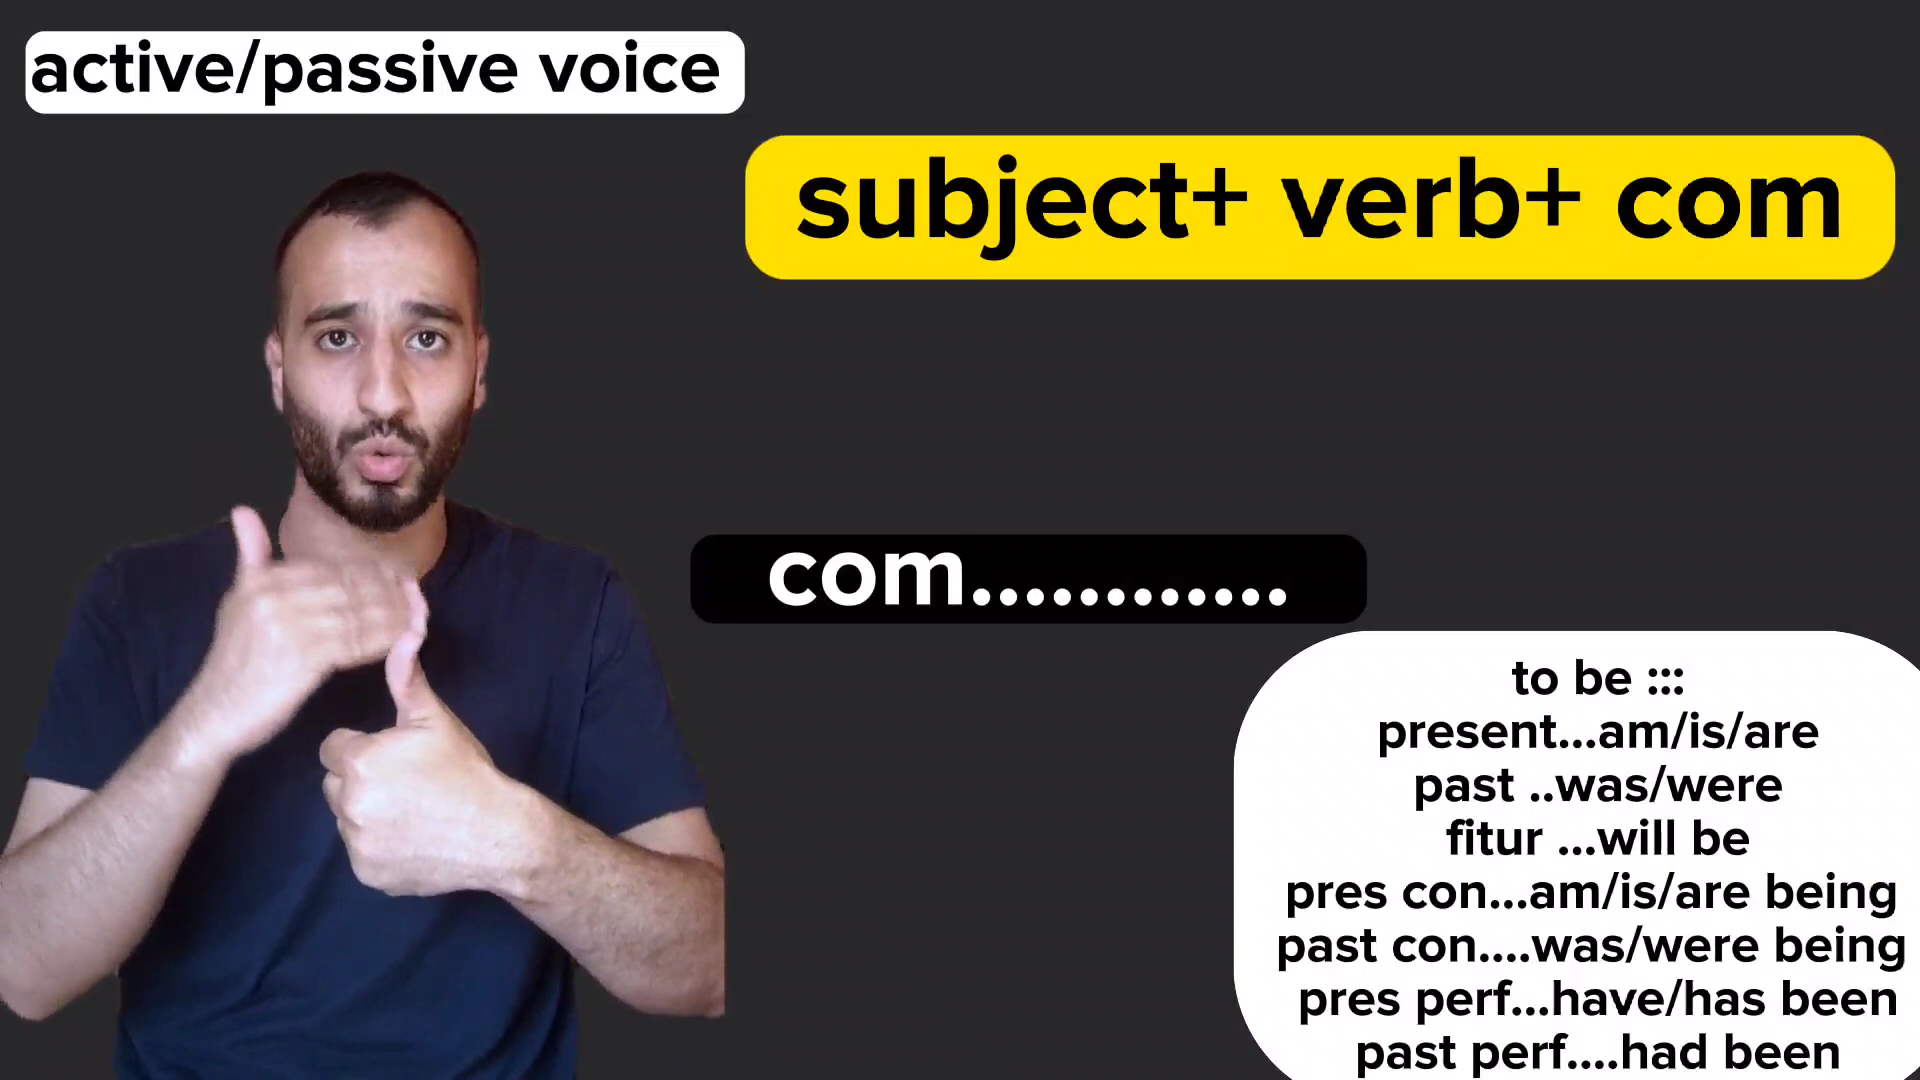 active/passive voice
subject+ verb+ com
com............
to be :::
present...am/is/are
past ..was/were
fitur ...will be
pres con...am/is/are being
past con....was/were being
pres perf...have/has been
past perf....had been